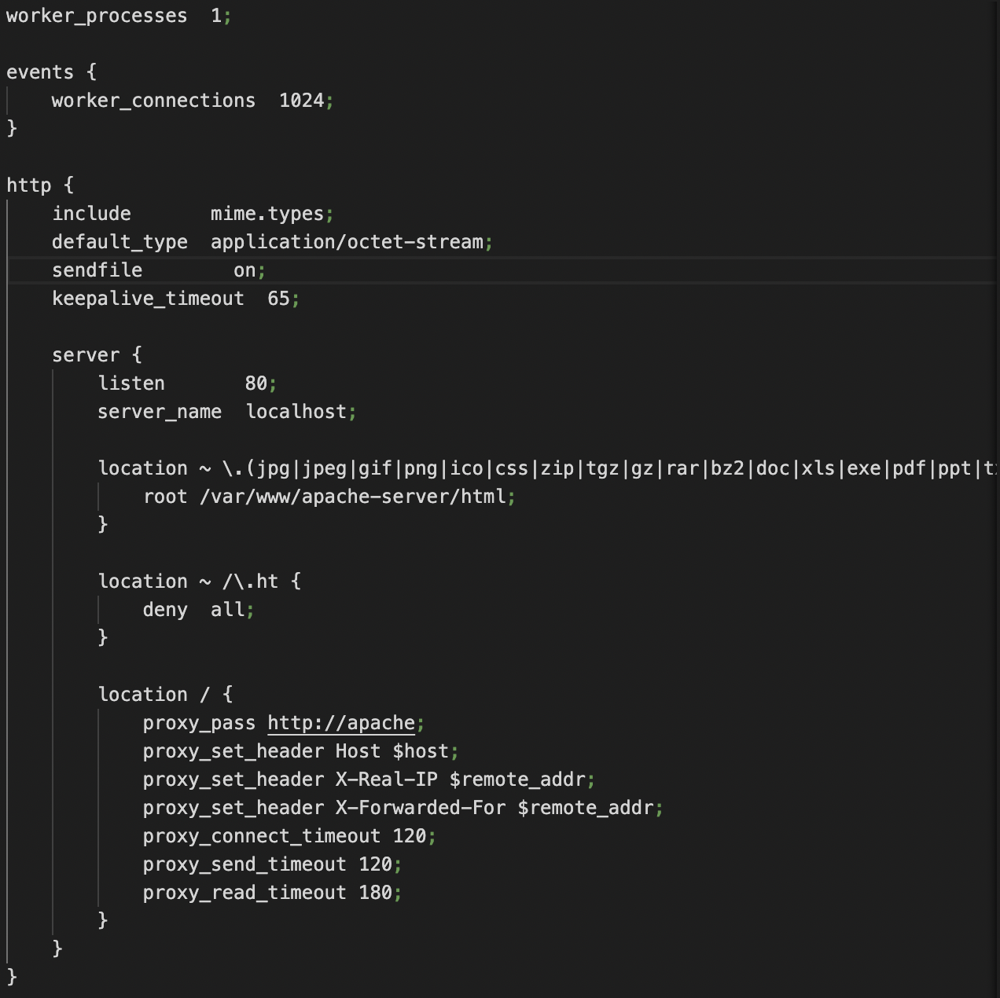 worker_processes  1;
events {
    worker_connections  1024;
}
http {
    include       mime.types;
    default_type  application/octet-stream;
    sendfile        on;
    keepalive_timeout  65;
    server {
        listen       80;
        server_name  localhost;
        location ~ \.(jpg|jpeg|gif|png|ico|css|zip|tgz|gz|rar|bz2|doc|xls|exe|pdf|ppt|
            root /var/www/apache-server/html;
        }
        location ~ /\.ht {
            deny  all;
        }
        location / {
            proxy_pass http://apache;
            proxy_set_header Host $host;
            proxy_set_header X-Real-IP $remote_addr;
            proxy_set_header X-Forwarded-For $remote_addr;
            proxy_connect_timeout 120;
            proxy_send_timeout 120;
            proxy_read_timeout 180;
        }
    }
}